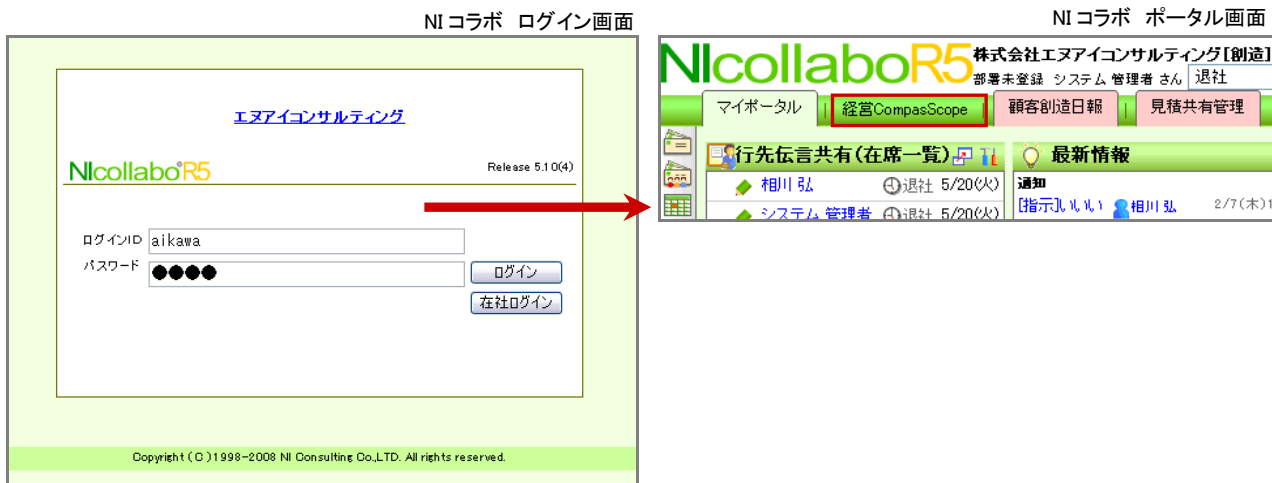 NIコラボ ログイン画面
エヌアイコンサルティング
NIcollabo R5
Release 5.1 0(4)
ログインID aikawa
パスワード ●●●●
ログイン
在社ログイン
Copyright (C)1998-2008 NI Consulting Co.,LTD. All rights reserved.
NIコラボ ポータル画面
NIcollaboR5 株式会社エヌアイコンサルティング[創造]
部署未登録 システム 管理者 さん 退社
マイポータル | 経営CompasScope | 顧客創造日報 | 見積共有管理
行先伝言共有(在席一覧) 最新情報
相川 弘 退社 5/20(火) 通知
システム 管理者 退社 5/20(火) [指示]いいい 相川 弘 2/7(木)1